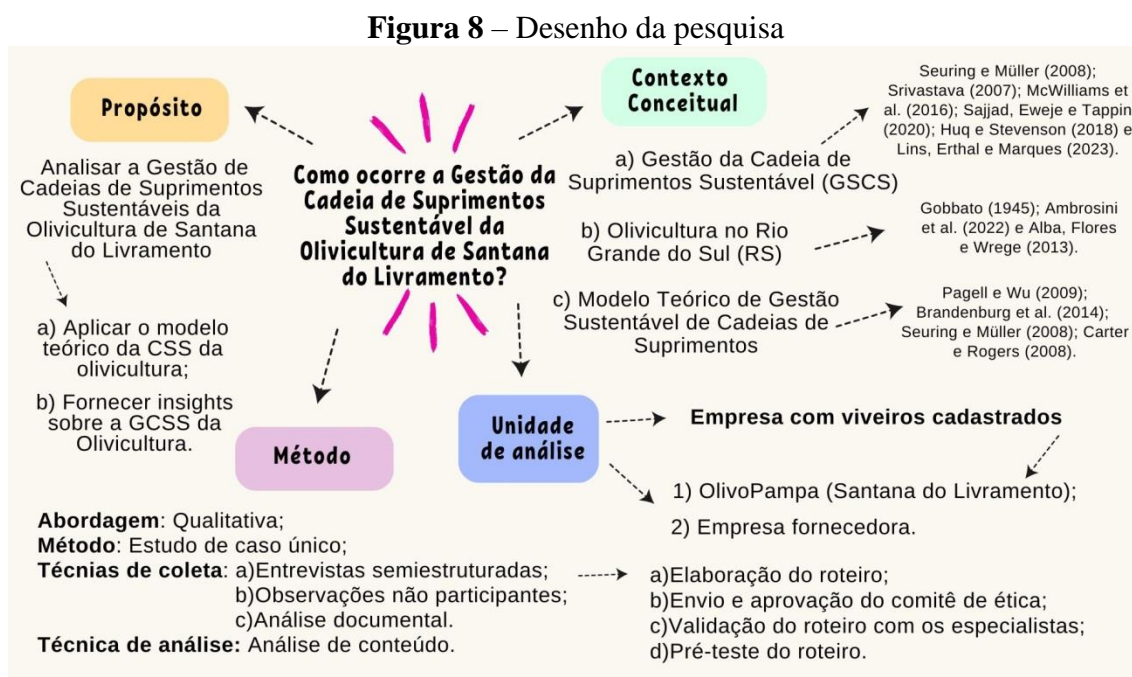 Figura 8 – Desenho da pesquisa
Propósito
Analisar a Gestão de
Cadeias de Suprimentos
Sustentáveis da
Olivicultura de Santana
do Livramento
a) Aplicar o modelo
teórico da CSS da
olivicultura;
b) Fornecer insights
sobre a GCSS da
Olivicultura.
Como ocorre a Gestão da
Cadeia de Suprimentos
Sustentável da
Olivicultura de Santana
do Livramento?
Contexto
Conceitual
a) Gestão da Cadeia de
Suprimentos Sustentável (GSCS)
Seuring e Müller (2008);
Srivastava (2007); McWilliams et
al. (2016); Sajjad, Eweje e Tappin
(2020); Huq e Stevenson (2018) e
Lins, Erthal e Marques (2023).
b) Olivicultura no Rio
Grande do Sul (RS)
Gobbato (1945); Ambrosini
et al. (2022) e Alba, Flores
e Wrege (2013).
c) Modelo Teórico de Gestão
Sustentável de Cadeias de
Suprimentos
Pagell e Wu (2009);
Brandenburg et al. (2014);
Seuring e Müller (2008); Carter
e Rogers (2008).
Método
Abordagem: Qualitativa;
Método: Estudo de caso único;
Técnias de coleta: a)Entrevistas semiestruturadas;
b)Observações não participantes;
c)Análise documental.
Técnica de análise: Análise de conteúdo.
a)Elaboração do roteiro;
b)Envio e aprovação do comitê de ética;
c)Validação do roteiro com os especialistas;
d)Pré-teste do roteiro.
Unidade
de análise
Empresa com viveiros cadastrados
1) OlivoPampa (Santana do Livramento);
2) Empresa fornecedora.